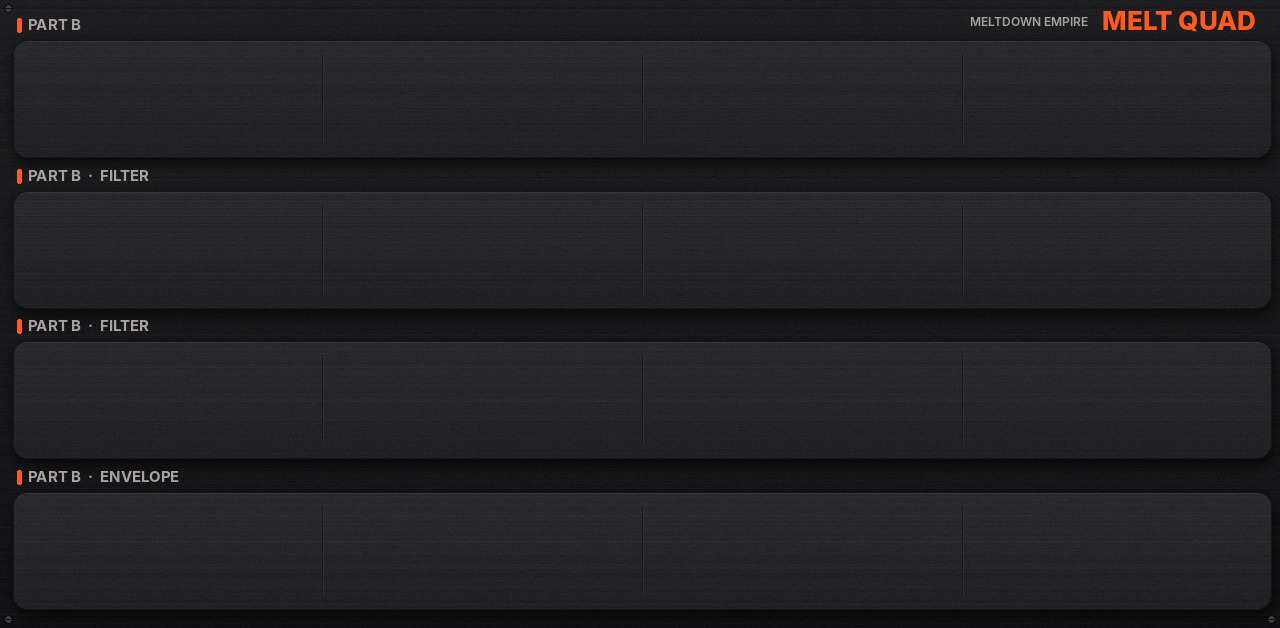 PART B
MELTDOWN EMPIRE MELT QUAD
PART B · FILTER
PART B · FILTER
PART B · ENVELOPE